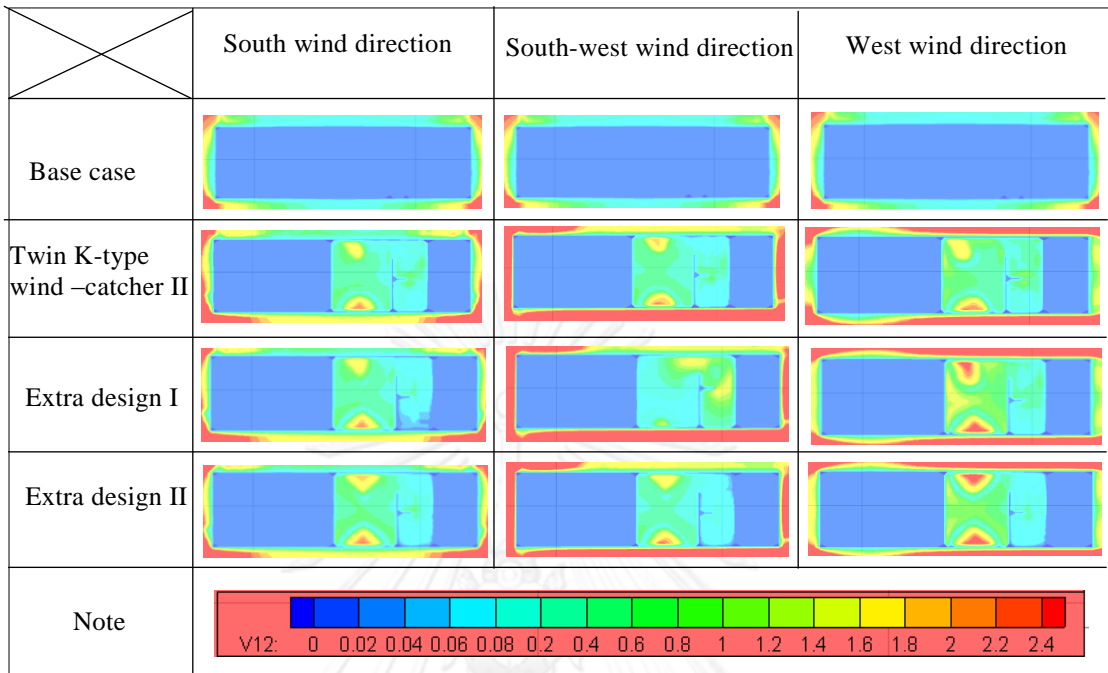 South wind direction
South-west wind direction
West wind direction
Base case
Twin K-type
wind –catcher II
Extra design I
Extra design II
Note
V12: 0 0.02 0.04 0.06 0.08 0.2 0.4 0.6 0.8 1 1.2 1.4 1.6 1.8 2 2.2 2.4